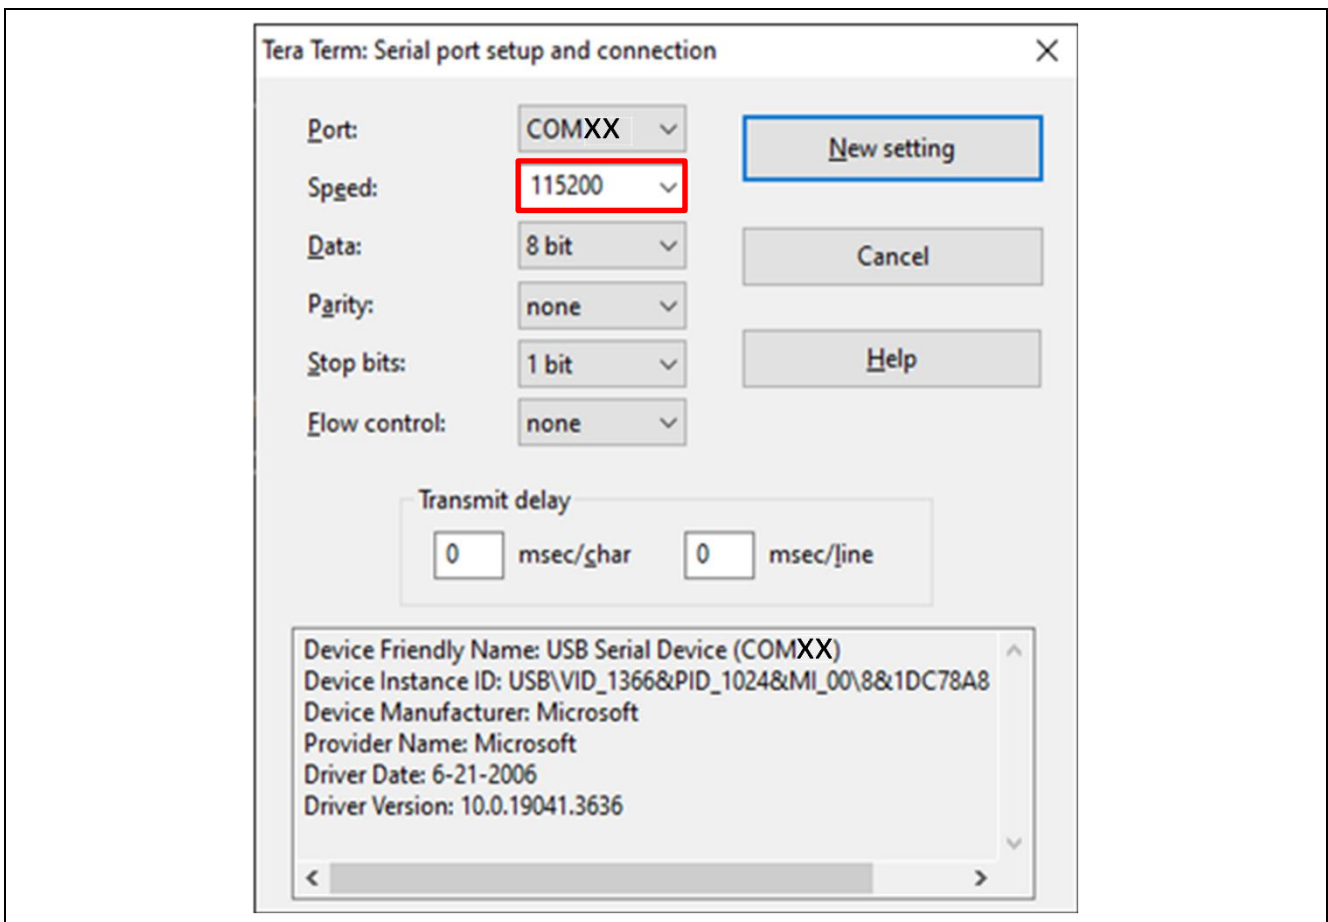 Tera Term: Serial port setup and connection
Port: COMXX New setting
Speed: 115200
Data: 8 bit Cancel
Parity: none
Stop bits: 1 bit Help
Flow control: none
Transmit delay
0 msec/char 0 msec/line
Device Friendly Name: USB Serial Device (COMXX)
Device Instance ID: USB\VID_1366&PID_1024&MI_00\8&1DC78A8
Device Manufacturer: Microsoft
Provider Name: Microsoft
Driver Date: 6-21-2006
Driver Version: 10.0.19041.3636